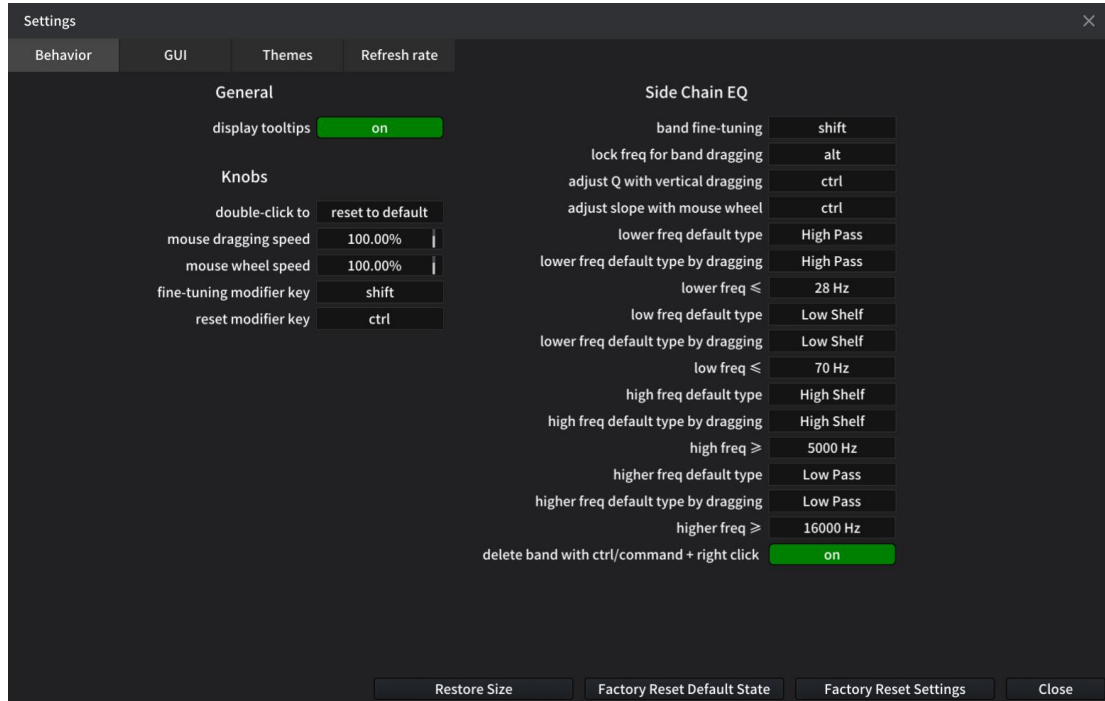 Settings
Behavior
GUI
Themes
Refresh rate
General
display tooltips on
Knobs
double-click to reset to default
mouse dragging speed 100.00%
mouse wheel speed 100.00%
fine-tuning modifier key shift
reset modifier key ctrl
Side Chain EQ
band fine-tuning shift
lock freq for band dragging alt
adjust Q with vertical dragging ctrl
adjust slope with mouse wheel ctrl
lower freq default type High Pass
lower freq default type by dragging High Pass
lower freq ⩽ 28 Hz
low freq default type Low Shelf
lower freq default type by dragging Low Shelf
low freq ⩽ 70 Hz
high freq default type High Shelf
high freq default type by dragging High Shelf
high freq ⩾ 5000 Hz
higher freq default type Low Pass
higher freq default type by dragging Low Pass
higher freq ⩾ 16000 Hz
delete band with ctrl/command + right click on
Restore Size
Factory Reset Default State
Factory Reset Settings
Close